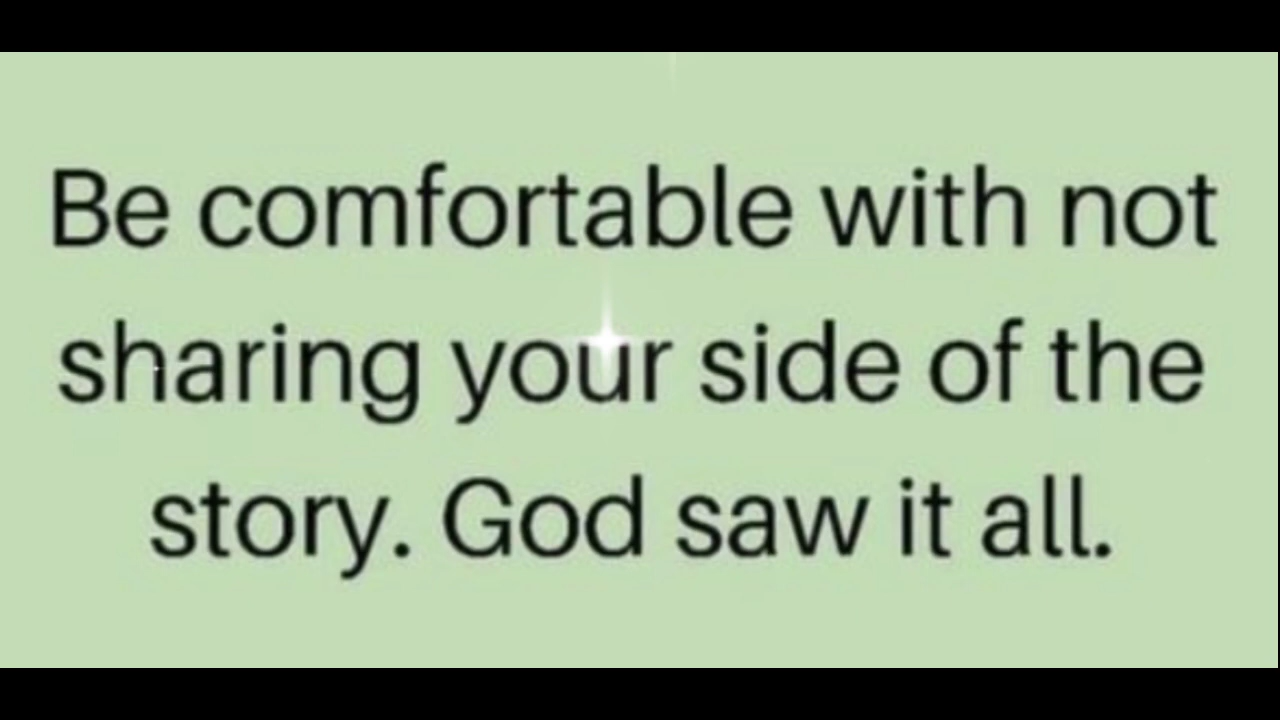 Be comfortable with not
sharing your side of the
story. God saw it all.